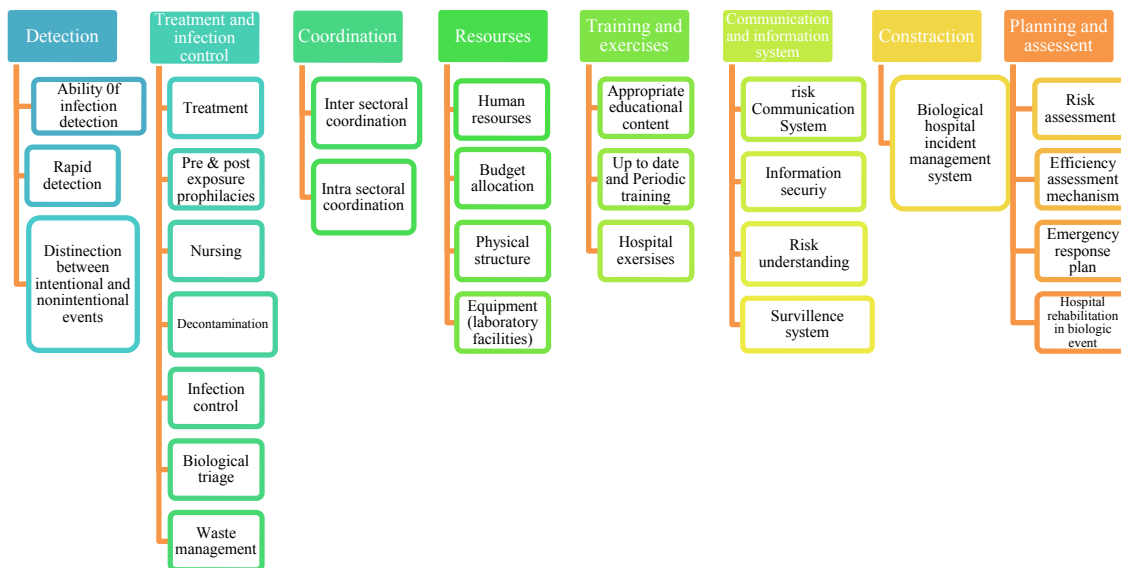 Detection
Ability 0f
infection
detection
Rapid
detection
Distinection
between
intentional and
nonintentional
events
Treatment and
infection
control
Treatment
Pre & post
exposure
prophilacies
Nursing
Decontamination
Infection
control
Biological
triage
Waste
management
Coordination
Inter sectoral
coordination
Intra sectoral
coordination
Resourses
Human
resourses
Budget
allocation
Physical
structure
Equipment
(laboratory
facilities)
Training and
exercises
Appropriate
educational
content
Up to date
and Periodic
training
Hospital
exersises
Communication
and information
system
risk
Communication
System
Information
securiy
Risk
understanding
Survillence
system
Constraction
Biological
hospital
incident
management
system
Planning and
assessent
Risk
assessment
Efficiency
assessment
mechanism
Emergency
response
plan
Hospital
rehabilitation
in biologic
event